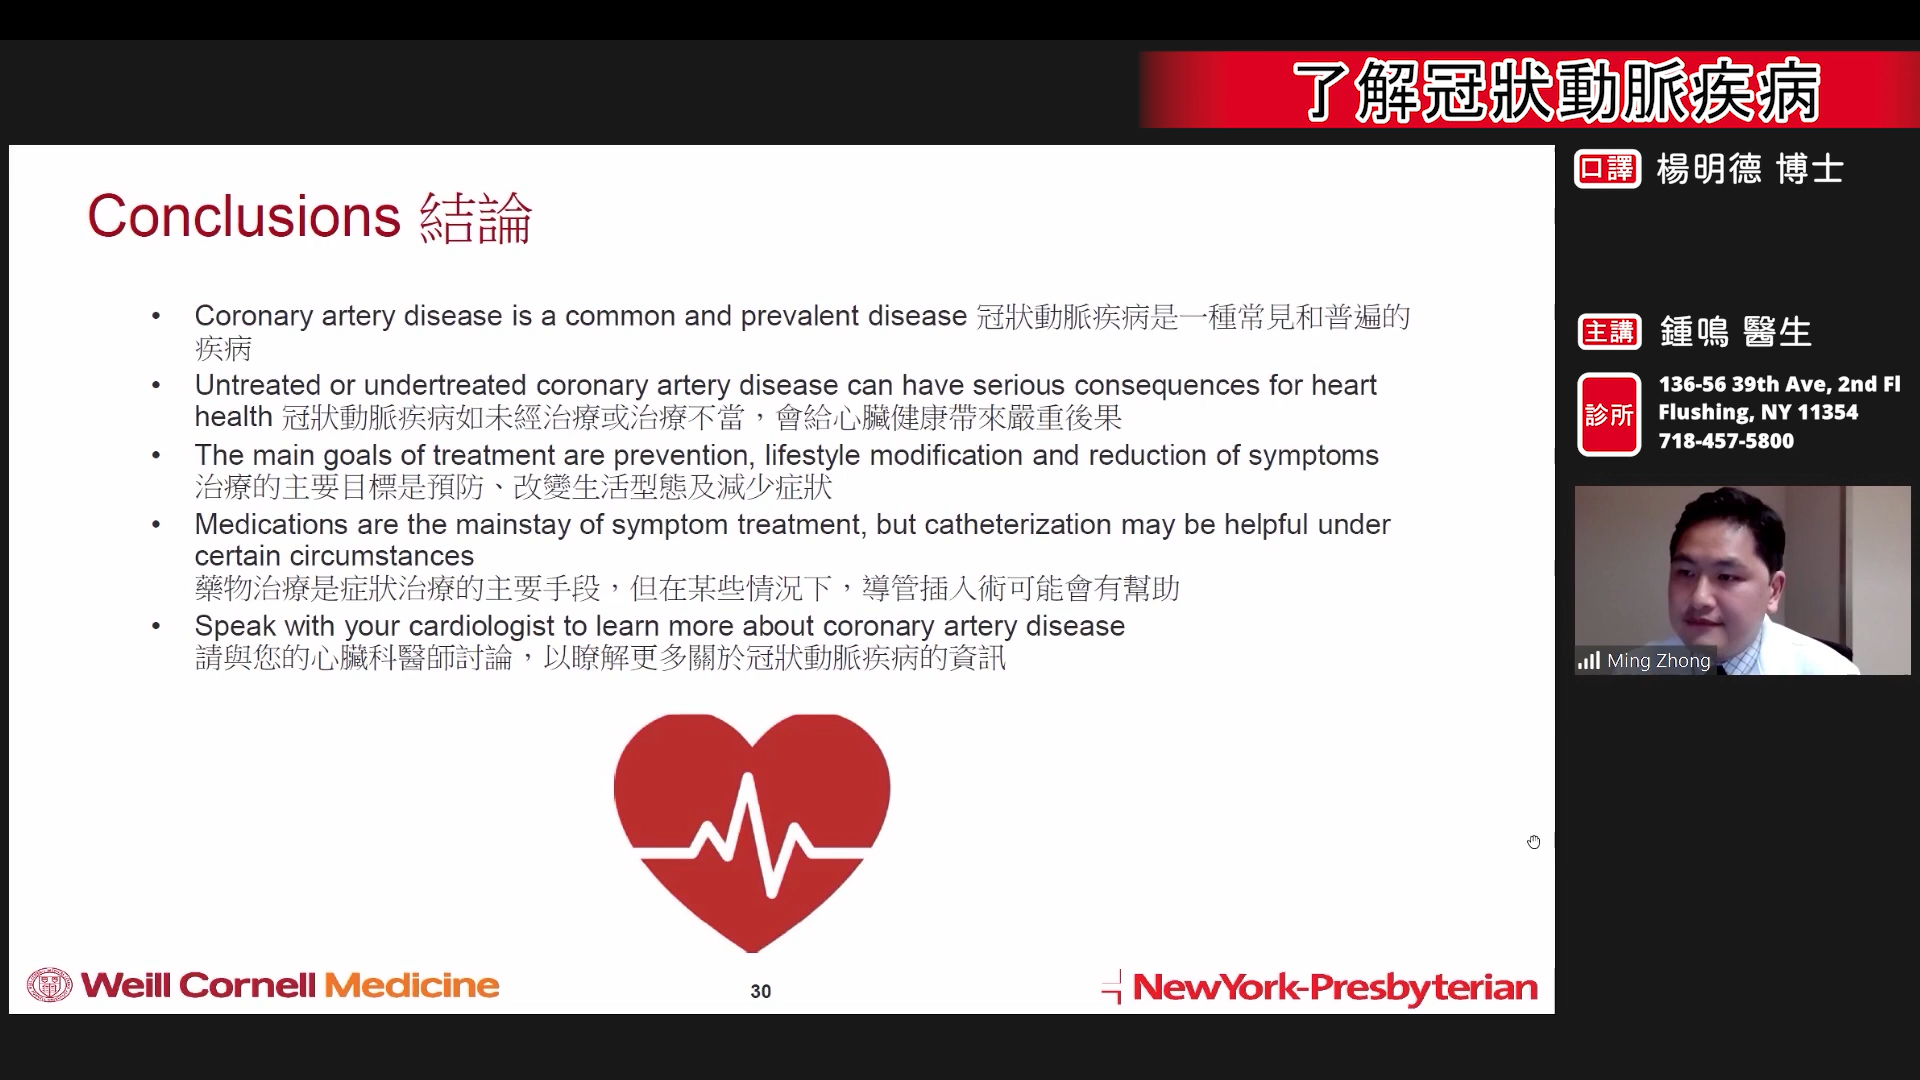 了解冠狀動脈疾病
口譯 楊明德 博士
主講 鍾鳴 醫生
診所
136-56 39th Ave, 2nd Fl
Flushing, NY 11354
718-457-5800
Ming Zhong
Conclusions 結論
• Coronary artery disease is a common and prevalent disease 冠狀動脈疾病是一種常見和普遍的
疾病
• Untreated or undertreated coronary artery disease can have serious consequences for heart
health 冠狀動脈疾病如未經治療或治療不當，會給心臟健康帶來嚴重後果
• The main goals of treatment are prevention, lifestyle modification and reduction of symptoms
治療的主要目標是預防、改變生活型態及減少症狀
• Medications are the mainstay of symptom treatment, but catheterization may be helpful under
certain circumstances
藥物治療是症狀治療的主要手段，但在某些情況下，導管插入術可能會有幫助
• Speak with your cardiologist to learn more about coronary artery disease
請與您的心臟科醫師討論，以瞭解更多關於冠狀動脈疾病的資訊
Weill Cornell Medicine
30
NewYork-Presbyterian